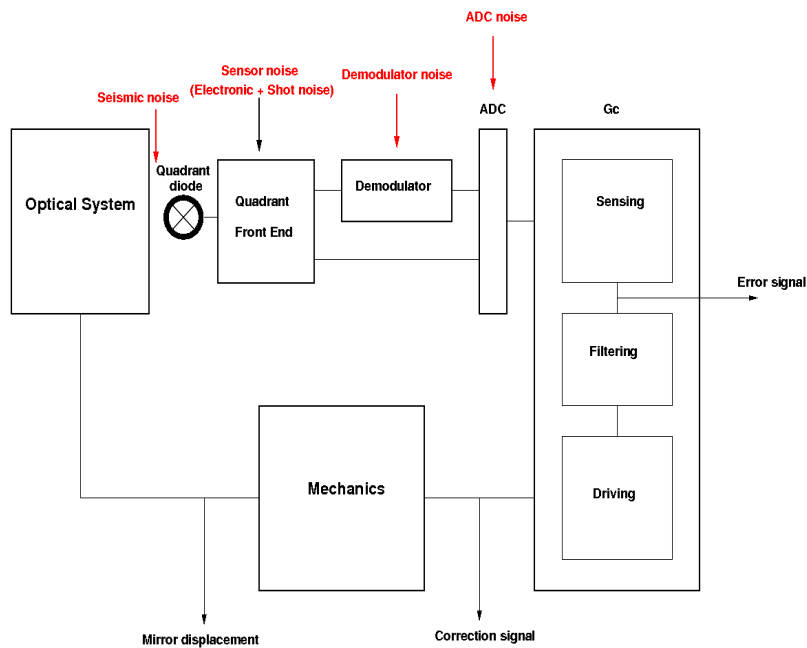 ADC noise
Sensor noise
(Electronic + Shot noise)
Demodulator noise
Seismic noise
ADC
Gc
Quadrant
diode
Optical System
Quadrant
Front End
Demodulator
Sensing
Error signal
Filtering
Mechanics
Driving
Mirror displacement
Correction signal